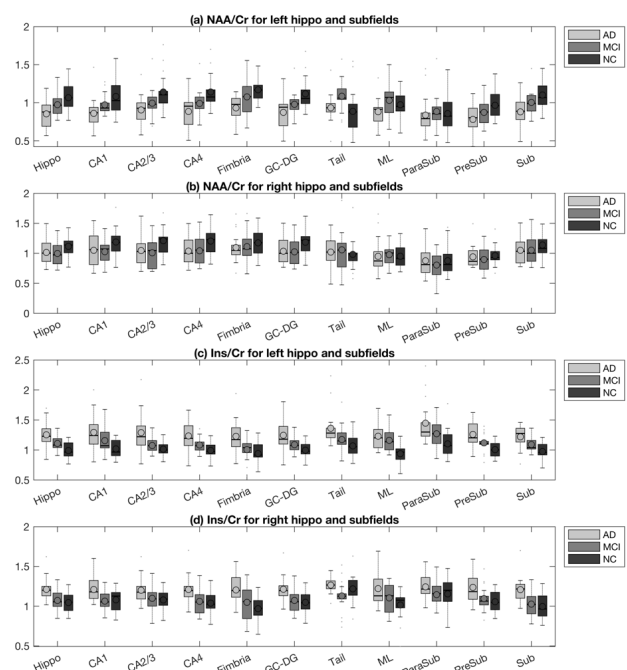 (a) NAA/Cr for left hippo and subfields
2
1.5
1
0.5
AD
MCI
NC
Hippo CA1 CA2/3 CA4 Fimbria GC-DG Tail ML ParaSub PreSub Sub
(b) NAA/Cr for right hippo and subfields
2
1.5
1
0.5
0
AD
MCI
NC
Hippo CA1 CA2/3 CA4 Fimbria GC-DG Tail ML ParaSub PreSub Sub
(c) Ins/Cr for left hippo and subfields
2.5
2
1.5
1
0.5
AD
MCI
NC
Hippo CA1 CA2/3 CA4 Fimbria GC-DG Tail ML ParaSub PreSub Sub
(d) Ins/Cr for right hippo and subfields
2
1.5
1
0.5
AD
MCI
NC
Hippo CA1 CA2/3 CA4 Fimbria GC-DG Tail ML ParaSub PreSub Sub